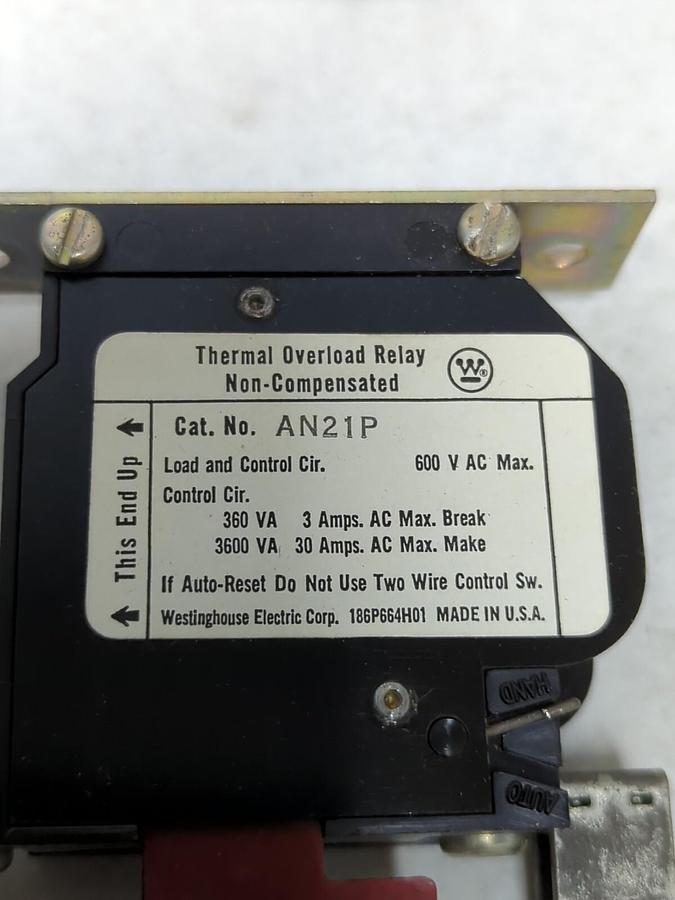 Thermal Overload Relay
Non-Compensated
W®
This End Up
Cat. No. AN21P
Load and Control Cir. 600 V AC Max.
Control Cir.
360 VA 3 Amps. AC Max. Break
3600 VA 30 Amps. AC Max. Make
If Auto-Reset Do Not Use Two Wire Control Sw.
Westinghouse Electric Corp. 186P664H01 MADE IN U.S.A.
HAND
AUTO